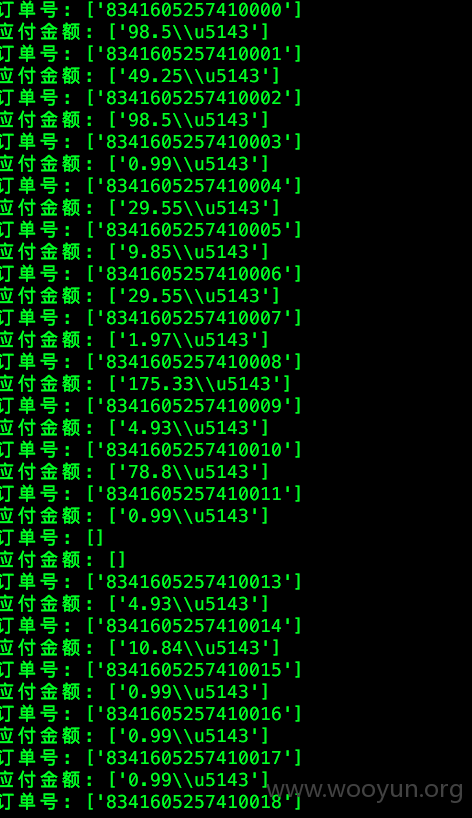 订单号: ['8341605257410000']
应付金额: ['98.5\\u5143']
订单号: ['8341605257410001']
应付金额: ['49.25\\u5143']
订单号: ['8341605257410002']
应付金额: ['98.5\\u5143']
订单号: ['8341605257410003']
应付金额: ['0.99\\u5143']
订单号: ['8341605257410004']
应付金额: ['29.55\\u5143']
订单号: ['8341605257410005']
应付金额: ['9.85\\u5143']
订单号: ['8341605257410006']
应付金额: ['29.55\\u5143']
订单号: ['8341605257410007']
应付金额: ['1.97\\u5143']
订单号: ['8341605257410008']
应付金额: ['175.33\\u5143']
订单号: ['8341605257410009']
应付金额: ['4.93\\u5143']
订单号: ['8341605257410010']
应付金额: ['78.8\\u5143']
订单号: ['8341605257410011']
应付金额: ['0.99\\u5143']
订单号: []
应付金额: []
订单号: ['8341605257410013']
应付金额: ['4.93\\u5143']
订单号: ['8341605257410014']
应付金额: ['10.84\\u5143']
订单号: ['8341605257410015']
应付金额: ['0.99\\u5143']
订单号: ['8341605257410016']
应付金额: ['0.99\\u5143']
订单号: ['8341605257410017']
应付金额: ['0.99\\u5143']
www.wooyun.org
订单号: ['8341605257410018']